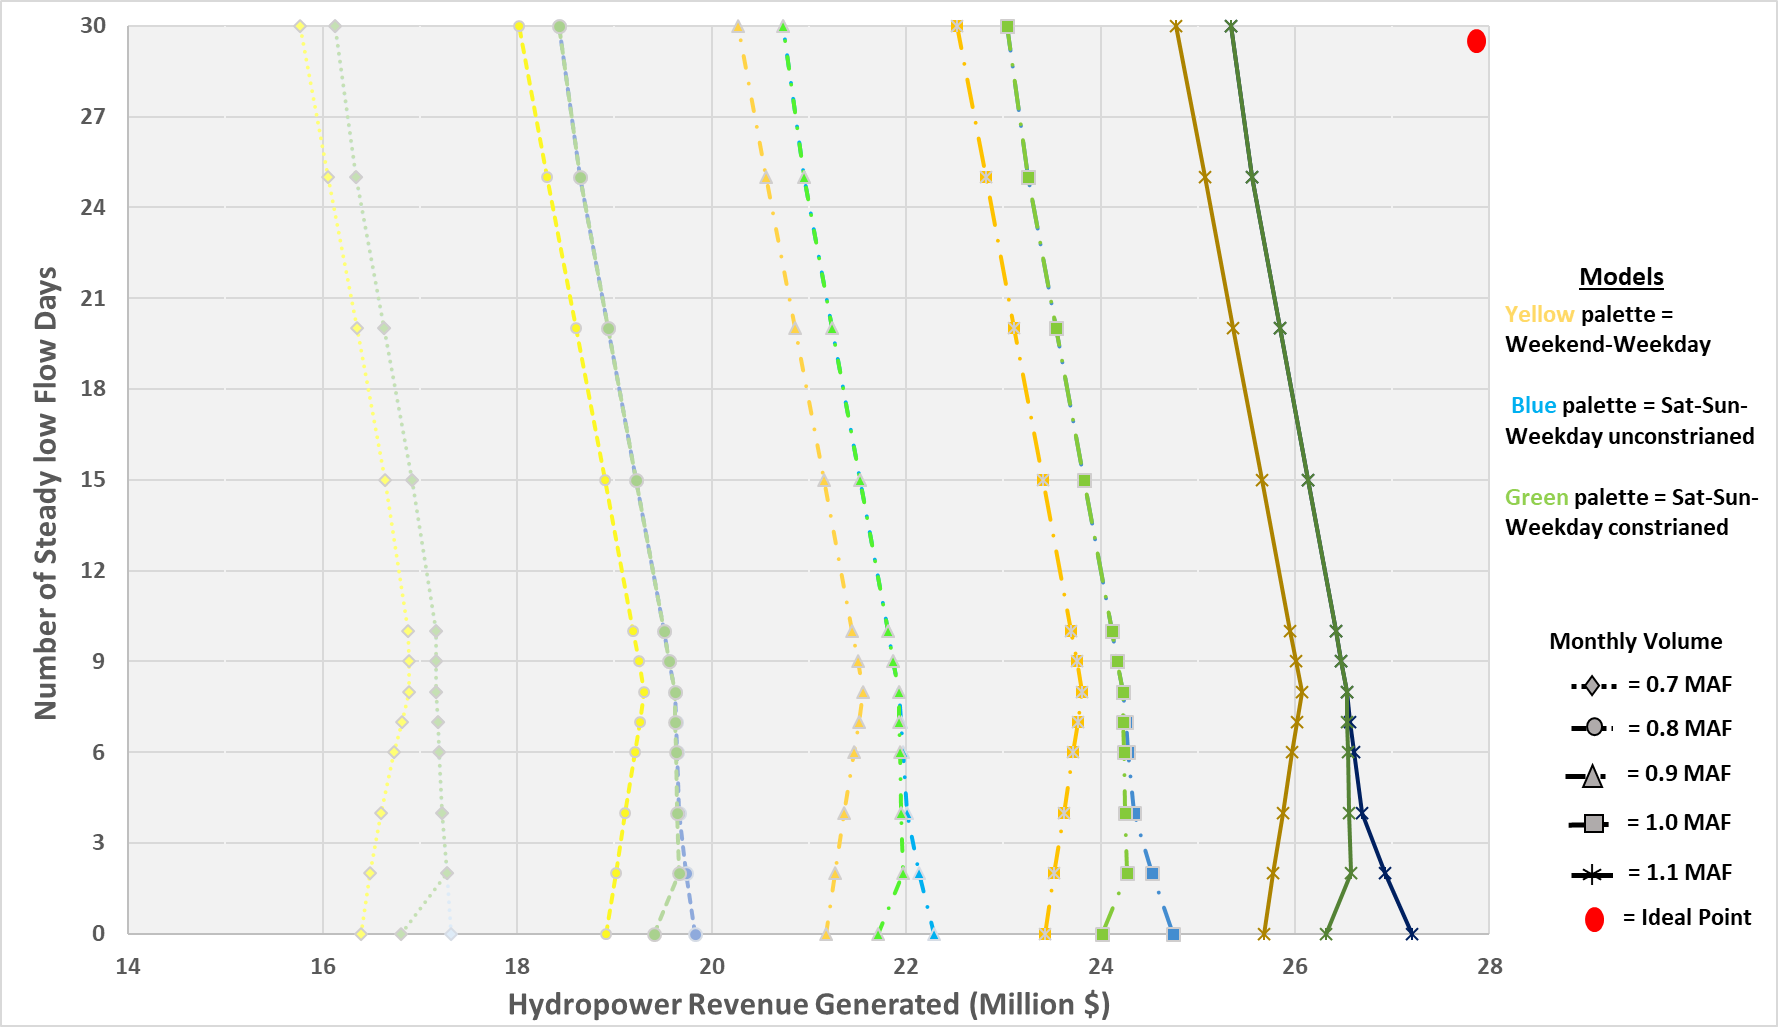 30
27
24
21
18
15
12
9
6
3
0
14 16 18 20 22 24 26 28
Number of Steady low Flow Days
Hydropower Revenue Generated (Million $)
Models
Yellow palette =
Weekend-Weekday
Blue palette = Sat-Sun-
Weekday unconstrianed
Green palette = Sat-Sun-
Weekday constrianed
Monthly Volume
= 0.7 MAF
= 0.8 MAF
= 0.9 MAF
= 1.0 MAF
= 1.1 MAF
= Ideal Point